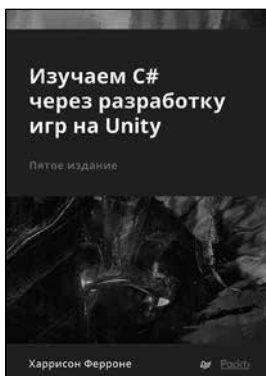 Изучаем C#
через разработку
игр на Unity
Пятое издание
Харрисон Ферроне
Packt>